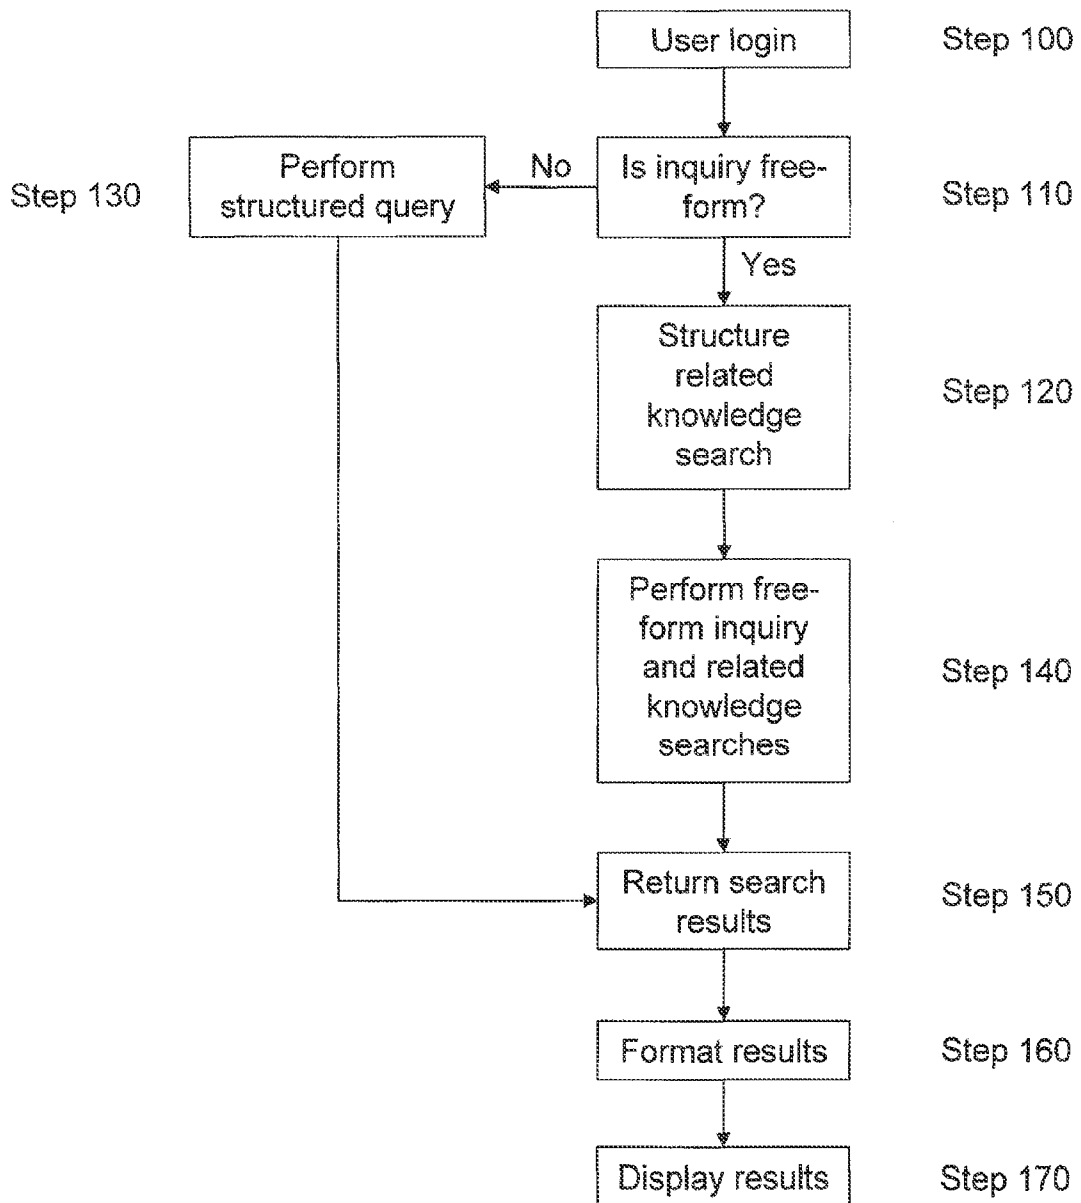 User login
Step 100
Step 130
Perform
structured query
No
Is inquiry free-
form?
Step 110
Yes
Structure
related
knowledge
search
Step 120
Perform free-
form inquiry
and related
knowledge
searches
Step 140
Return search
results
Step 150
Format results
Step 160
Display results
Step 170